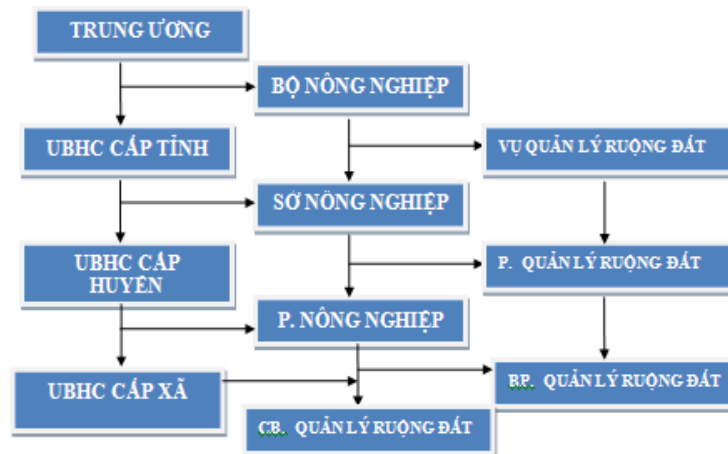 TRUNG ƯƠNG
BỘ NÔNG NGHIỆP
UBHC CẤP TỈNH
VỤ QUẢN LÝ RUỘNG ĐẤT
SỞ NÔNG NGHIỆP
UBHC CẤP
HUYÊN
P. QUẢN LÝ RUỘNG ĐẤT
P. NÔNG NGHIỆP
UBHC CẤP XÃ
BP. QUẢN LÝ RUỘNG ĐẤT
CB. QUẢN LÝ RUỘNG ĐẤT